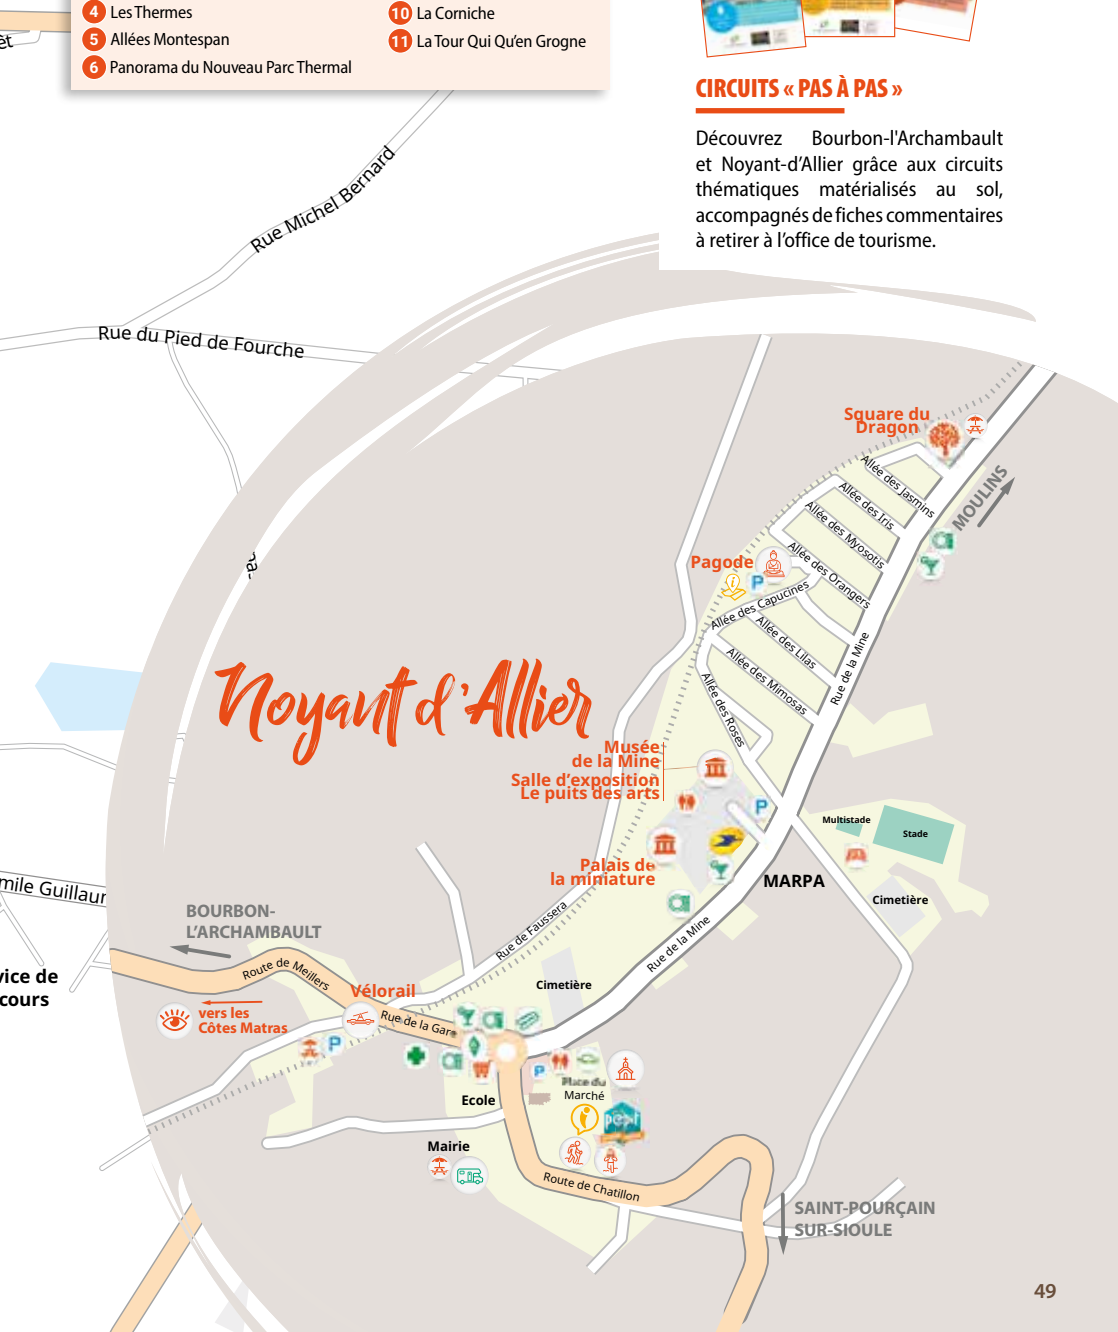 4 Les Thermes
5 Allées Montespan
6 Panorama du Nouveau Parc Thermal
10 La Corniche
11 La Tour Qui Qu'en Grogne
CIRCUITS « PAS À PAS »
Découvrez Bourbon-l'Archambault
et Noyant-d'Allier grâce aux circuits
thématiques matérialisés au sol,
accompagnés de fiches commentaires
à retirer à l'office de tourisme.
Rue Michel Bernard
Rue du Pied de Fourche
Square du
Dragon
Allée des Jasmins
Allée des Iris
Allée des Myosotis
MOULINS
Pagode
P
Allée des Orangers
Allée des Capucines
Allée des Lilas
Allée des Mimosas
Allée des Roses
Rue de la Mine
Noyant d'Allier
Musée
de la Mine
Salle d'exposition
Le puits des arts
P
Multistade
Stade
Palais de
la miniature
MARPA
Cimetière
mile Guillaur
BOURBON-
L'ARCHAMBAULT
Rue de Faussera
Rue de la Mine
Route de Meillers
vice de
cours
Cimetière
Vélorail
vers les
Côtes Matras
Rue de la Gare
P
P
Place du
Marché
Ecole
Mairie
Route de Chatillon
SAINT-POURÇAIN
SUR-SIOULE
49